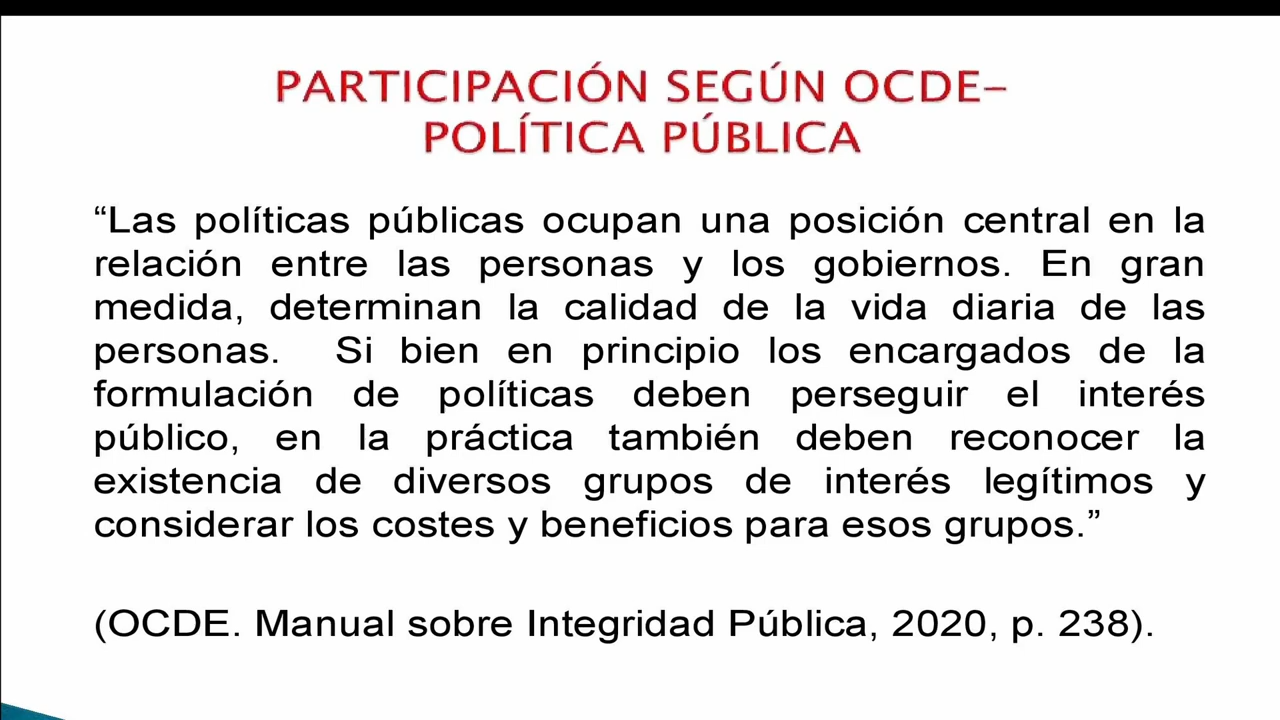 PARTICIPACIÓN SEGÚN OCDE–
POLÍTICA PÚBLICA
“Las políticas públicas ocupan una posición central en la
relación entre las personas y los gobiernos. En gran
medida, determinan la calidad de la vida diaria de las
personas. Si bien en principio los encargados de la
formulación de políticas deben perseguir el interés
público, en la práctica también deben reconocer la
existencia de diversos grupos de interés legítimos y
considerar los costes y beneficios para esos grupos.”
(OCDE. Manual sobre Integridad Pública, 2020, p. 238).